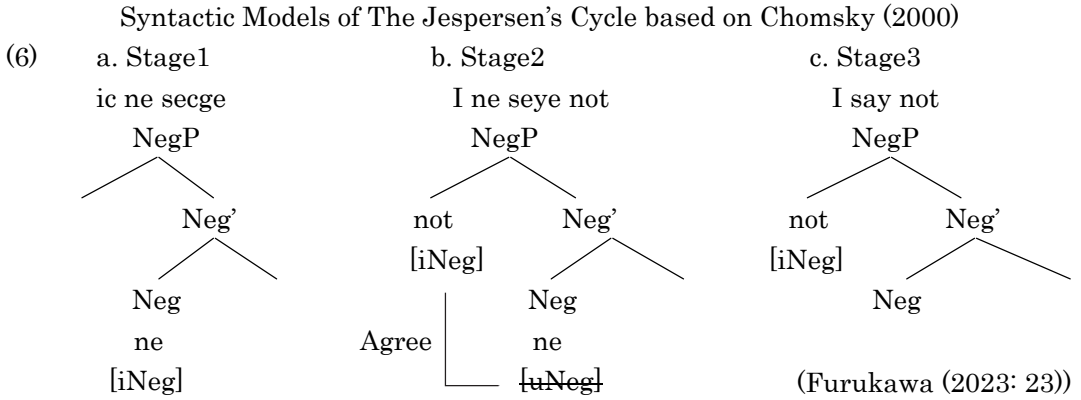 Syntactic Models of The Jespersen’s Cycle based on Chomsky (2000)
(6) a. Stage1 b. Stage2 c. Stage3
ic ne secge I ne seye not I say not
NegP NegP NegP
Neg’ not Neg’ not Neg’
[iNeg] [iNeg]
Neg Neg Neg
ne Agree ne
[iNeg] [uNeg] (Furukawa (2023: 23))